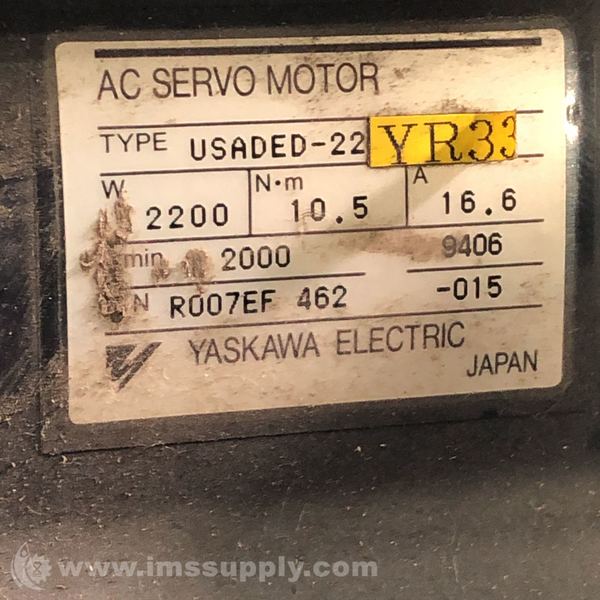 AC SERVO MOTOR
TYPE USADED-22 YR33
W N·m A
2200 10.5 16.6
min 2000 9406
N R007EF 462 -015
YASKAWA ELECTRIC
JAPAN
www.imssupply.com